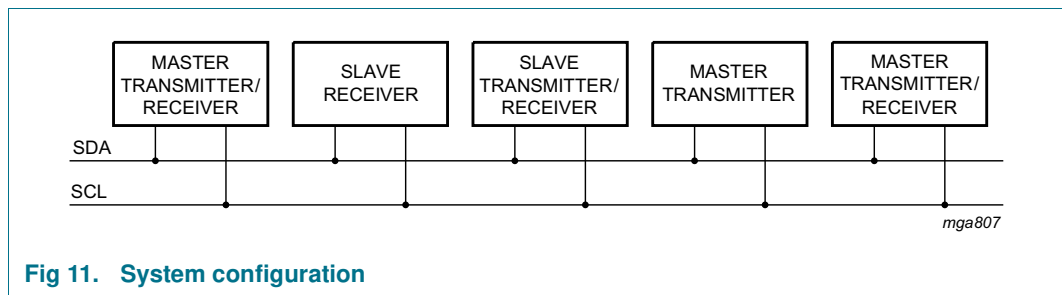 MASTER
TRANSMITTER/
RECEIVER
SLAVE
RECEIVER
SLAVE
TRANSMITTER/
RECEIVER
MASTER
TRANSMITTER
MASTER
TRANSMITTER/
RECEIVER
SDA
SCL
mga807
Fig 11. System configuration